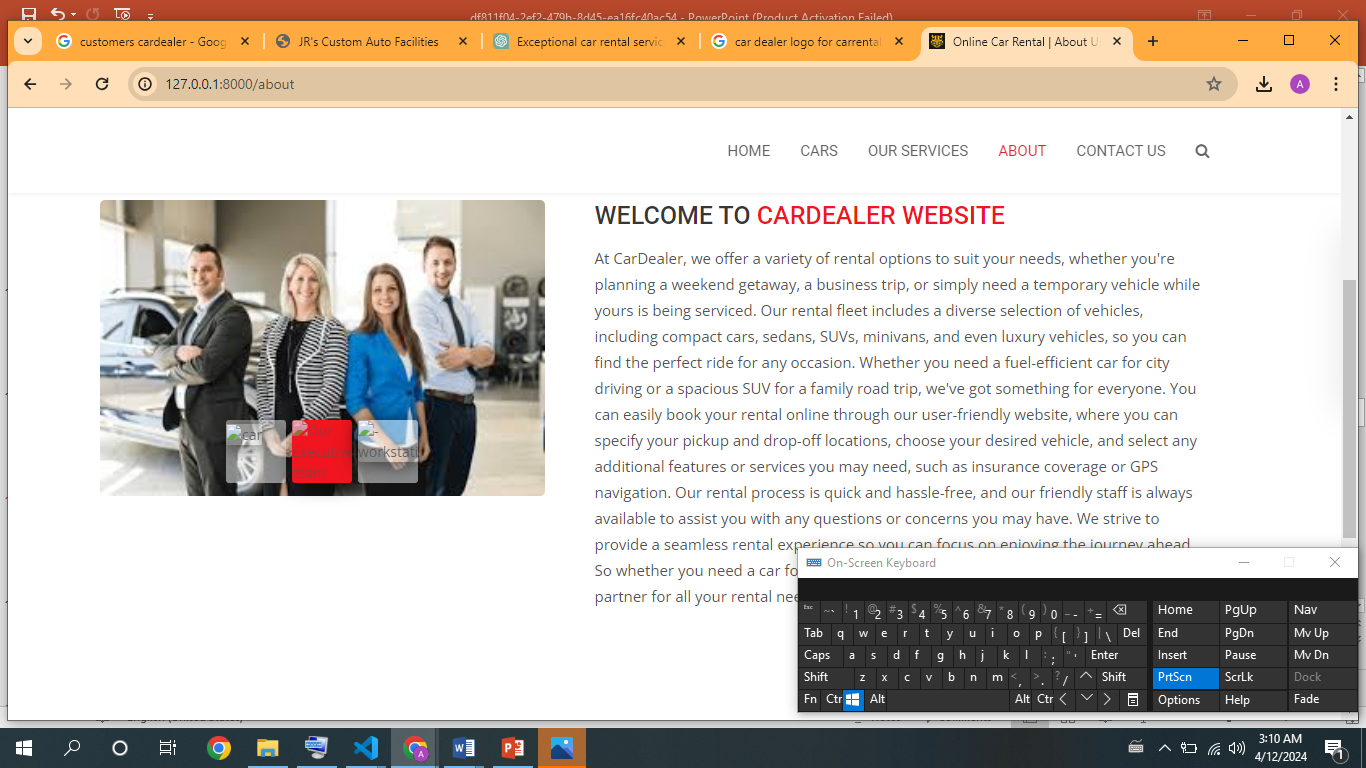 df811f04-2ef2-479b-8d45-ea16fc40ac54 - PowerPoint (Product Activation Failed)
customers cardealer - Goog
JR's Custom Auto Facilities
Exceptional car rental servic
car dealer logo for carrental
Online Car Rental | About U
127.0.0.1:8000/about
A
HOME
CARS
OUR SERVICES
ABOUT
CONTACT US
WELCOME TO CARDEALER WEBSITE
At CarDealer, we offer a variety of rental options to suit your needs, whether you're
planning a weekend getaway, a business trip, or simply need a temporary vehicle while
yours is being serviced. Our rental fleet includes a diverse selection of vehicles,
including compact cars, sedans, SUVs, minivans, and even luxury vehicles, so you can
find the perfect ride for any occasion. Whether you need a fuel-efficient car for city
driving or a spacious SUV for a family road trip, we've got something for everyone. You
can easily book your rental online through our user-friendly website, where you can
specify your pickup and drop-off locations, choose your desired vehicle, and select any
additional features or services you may need, such as insurance coverage or GPS
navigation. Our rental process is quick and hassle-free, and our friendly staff is always
available to assist you with any questions or concerns you may have. We strive to
provide a seamless rental experience so you can focus on enjoying the journey ahead.
So whether you need a car fo
partner for all your rental nee
car
workstati
On-Screen Keyboard
Esc ~ ` ! 1 @ 2 # 3 $ 4 % 5 ^ 6 & 7 * 8 ( 9 ) 0 _ - + = Home PgUp Nav
Tab q w e r t y u i o p { [ } ] | \ Del End PgDn Mv Up
Caps a s d f g h j k l : ; " ' Enter Insert Pause Mv Dn
Shift z x c v b n m < , > . ? / Shift PrtScn ScrLk Dock
Fn Ctr Alt Alt Ctr Options Help Fade
A
3:10 AM
4/12/2024
1